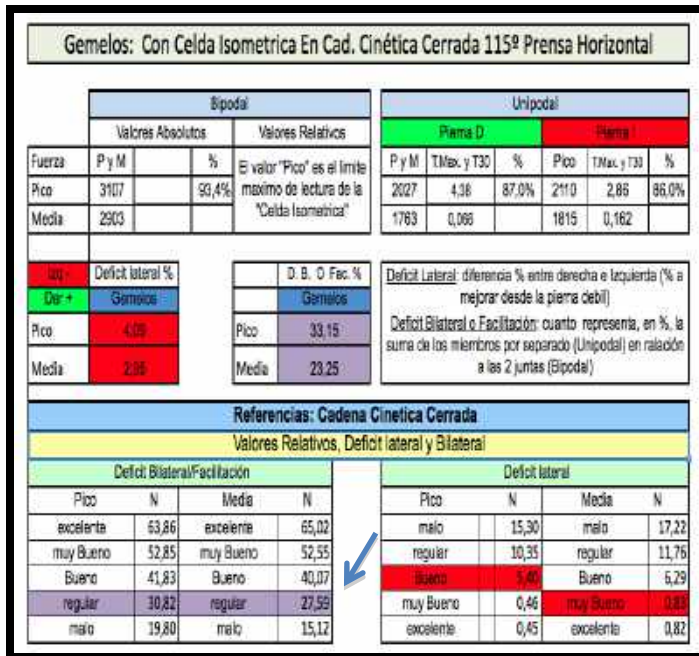 Gemelos: Con Celda Isometrica En Cad. Cinética Cerrada 115º Prensa Horizontal
Bipodal Unipodal
Valores Absolutos Valores Relativos Pierna D Pierna I
Fuerza P y M % El valor "Pico" es el limite maximo de lectura de la "Celda Isometrica" P y M T.Max. y T30 % Pico T.Max. y T30 %
Pico 3107 93,4% 2027 4,38 87,0% 2110 2,86 86,0%
Media 2903 1763 0,066 1815 0,162
Izq - Deficit lateral % D. B. O Fac. %
Der + Gemelos Gemelos
Pico 4,09 Pico 33,15
Media 2,95 Media 23,25
Deficit Lateral: diferencia % entre derecha e Izquierda (% a
mejorar desde la pierna debil)
Deficit Bilateral o Facilitación: cuanto representa, en %, la
suma de los miembros por separado (Unipodal) en ralación
a las 2 juntas (Bipodal)
Referencias: Cadena Cinetica Cerrada
Valores Relativos, Deficit lateral y Bilateral
Deficit Bilateral/Facilitación Deficit lateral
Pico N Media N Pico N Media N
excelente 63,86 excelente 65,02 malo 15,30 malo 17,22
muy Bueno 52,85 muy Bueno 52,55 regular 10,35 regular 11,76
Bueno 41,83 Bueno 40,07 Bueno 5,40 Bueno 6,29
regular 30,82 regular 27,59 muy Bueno 0,46 muy Bueno 0,83
malo 19,80 malo 15,12 excelente 0,45 excelente 0,82